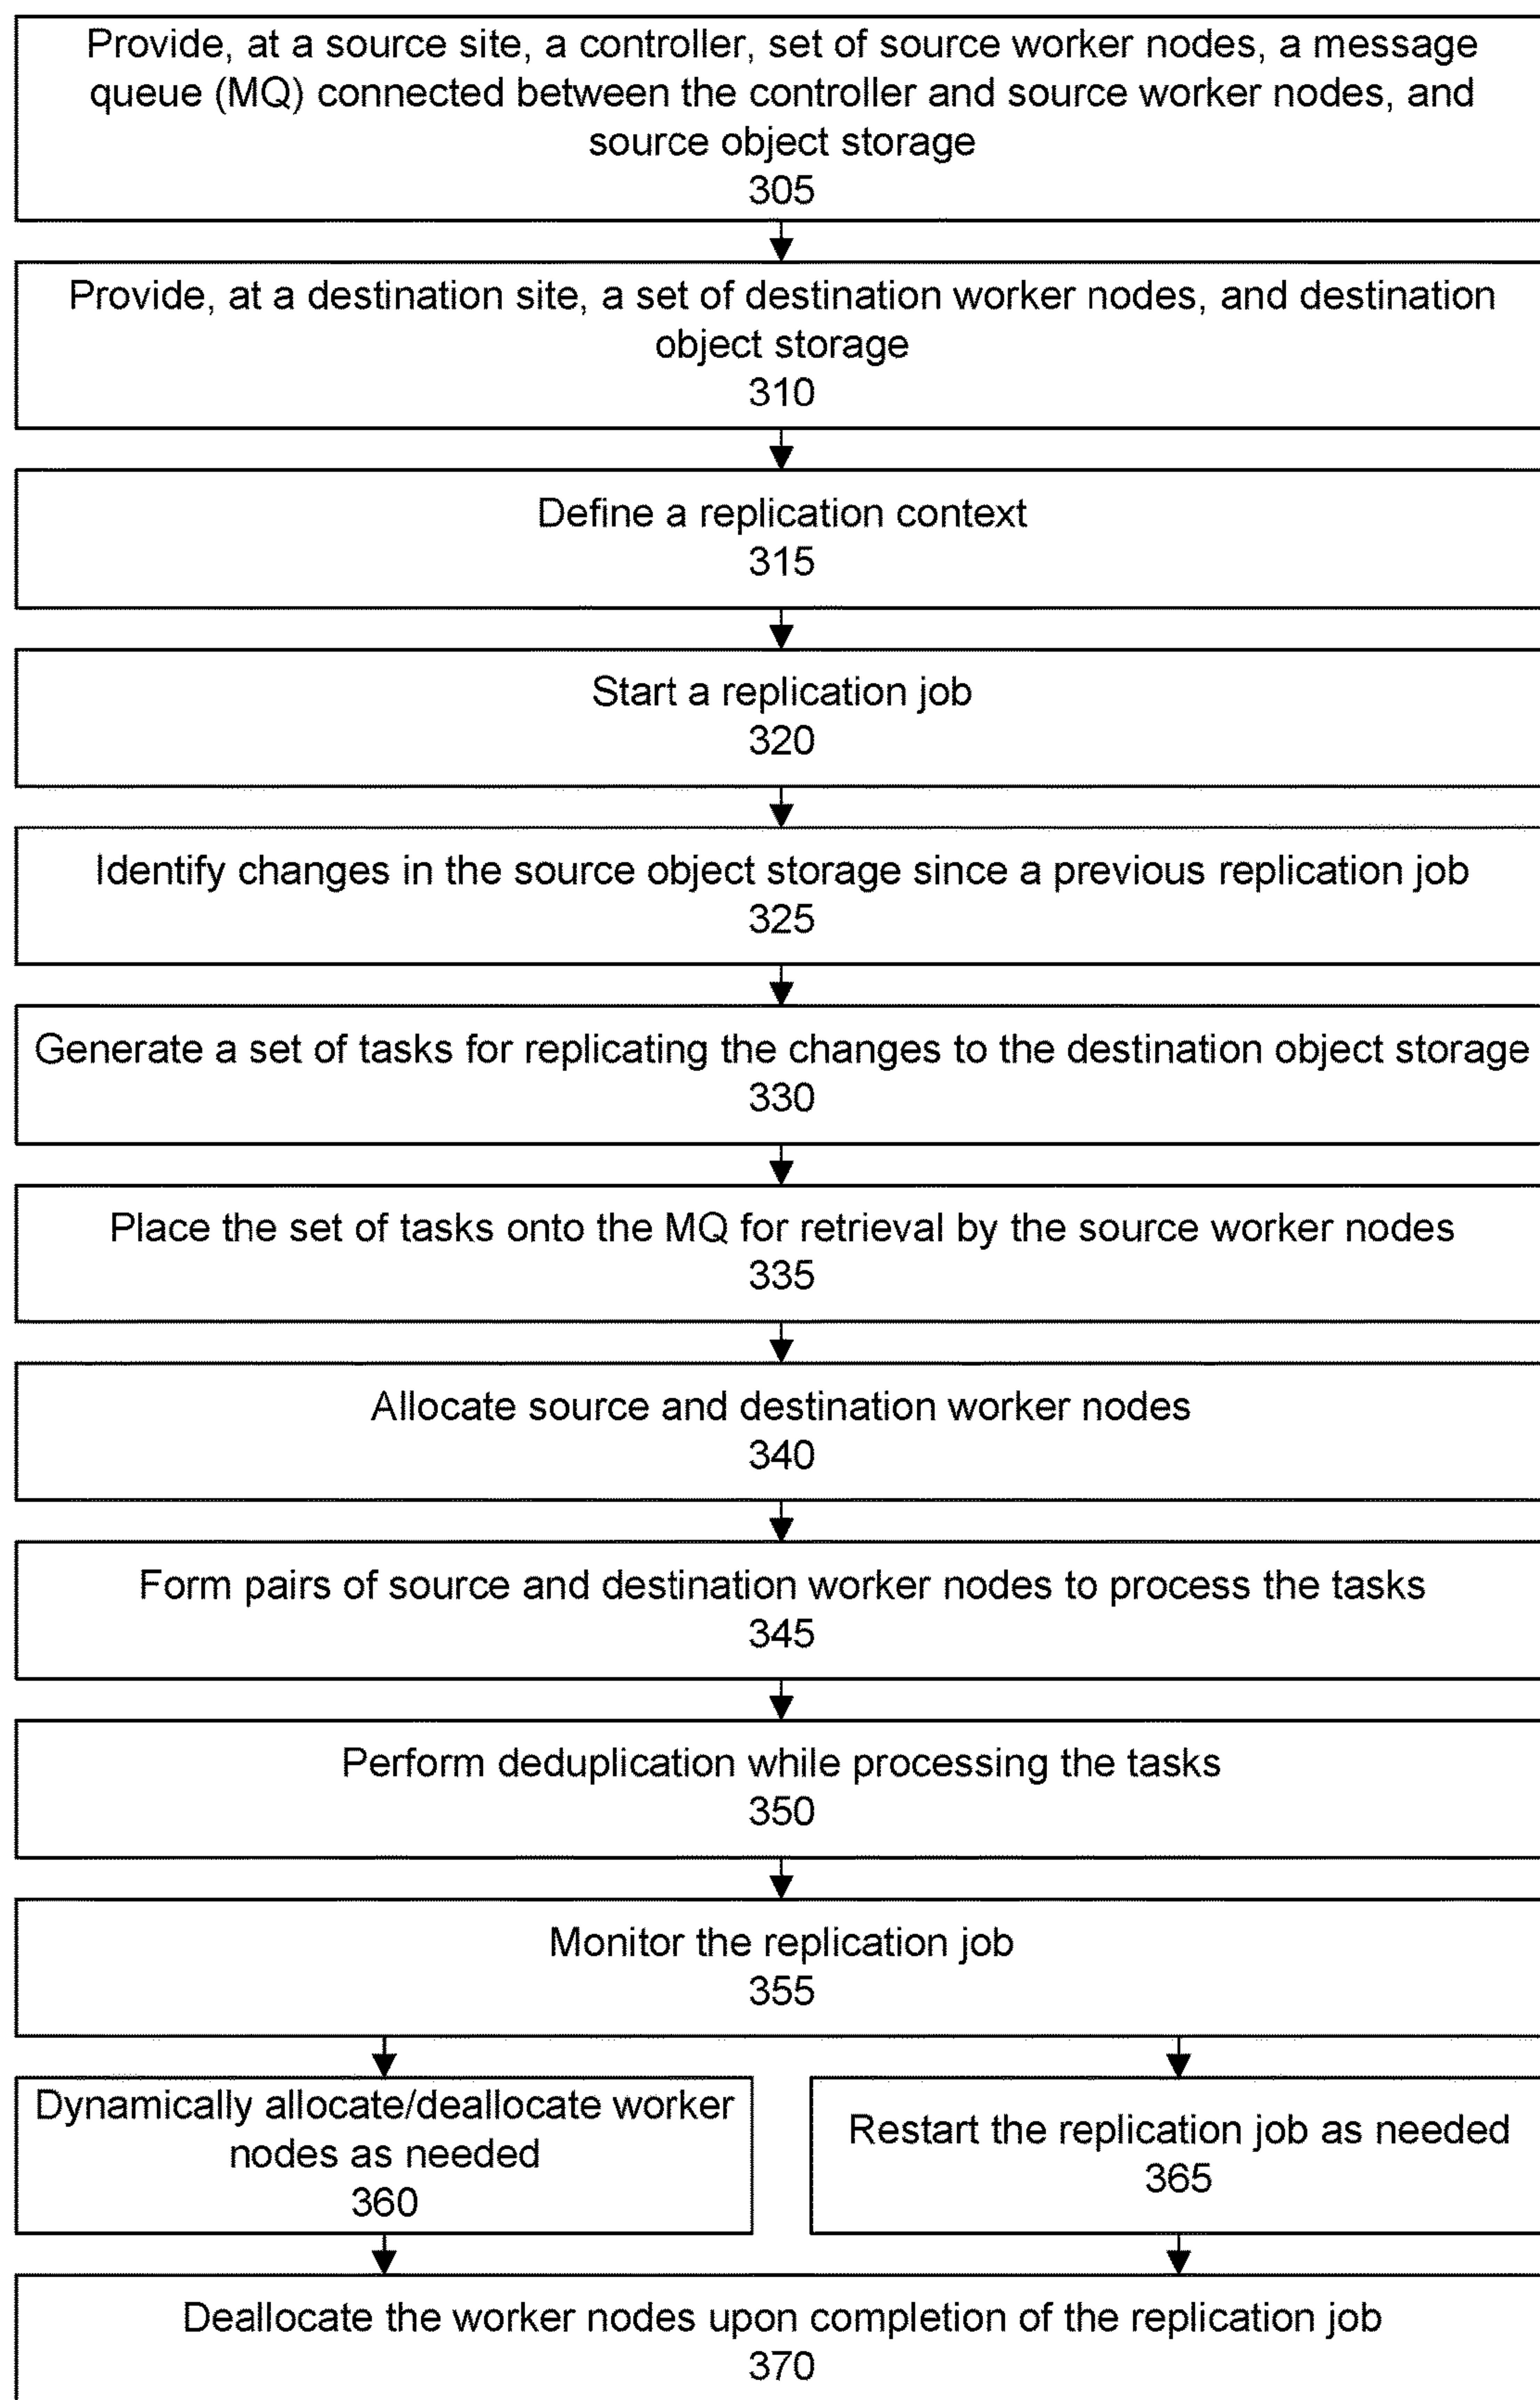 Provide, at a source site, a controller, set of source worker nodes, a message
queue (MQ) connected between the controller and source worker nodes, and
source object storage
305
Provide, at a destination site, a set of destination worker nodes, and destination
object storage
310
Define a replication context
315
Start a replication job
320
Identify changes in the source object storage since a previous replication job
325
Generate a set of tasks for replicating the changes to the destination object storage
330
Place the set of tasks onto the MQ for retrieval by the source worker nodes
335
Allocate source and destination worker nodes
340
Form pairs of source and destination worker nodes to process the tasks
345
Perform deduplication while processing the tasks
350
Monitor the replication job
355
Dynamically allocate/deallocate worker
nodes as needed
360
Restart the replication job as needed
365
Deallocate the worker nodes upon completion of the replication job
370